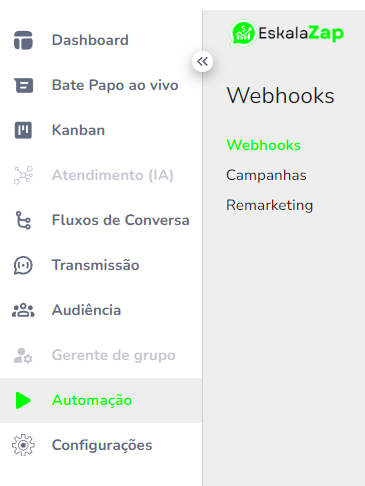 Dashboard
Bate Papo ao vivo
Kanban
Atendimento (IA)
Fluxos de Conversa
Transmissão
Audiência
Gerente de grupo
Automação
Configurações
EskalaZap
Webhooks
Webhooks
Campanhas
Remarketing